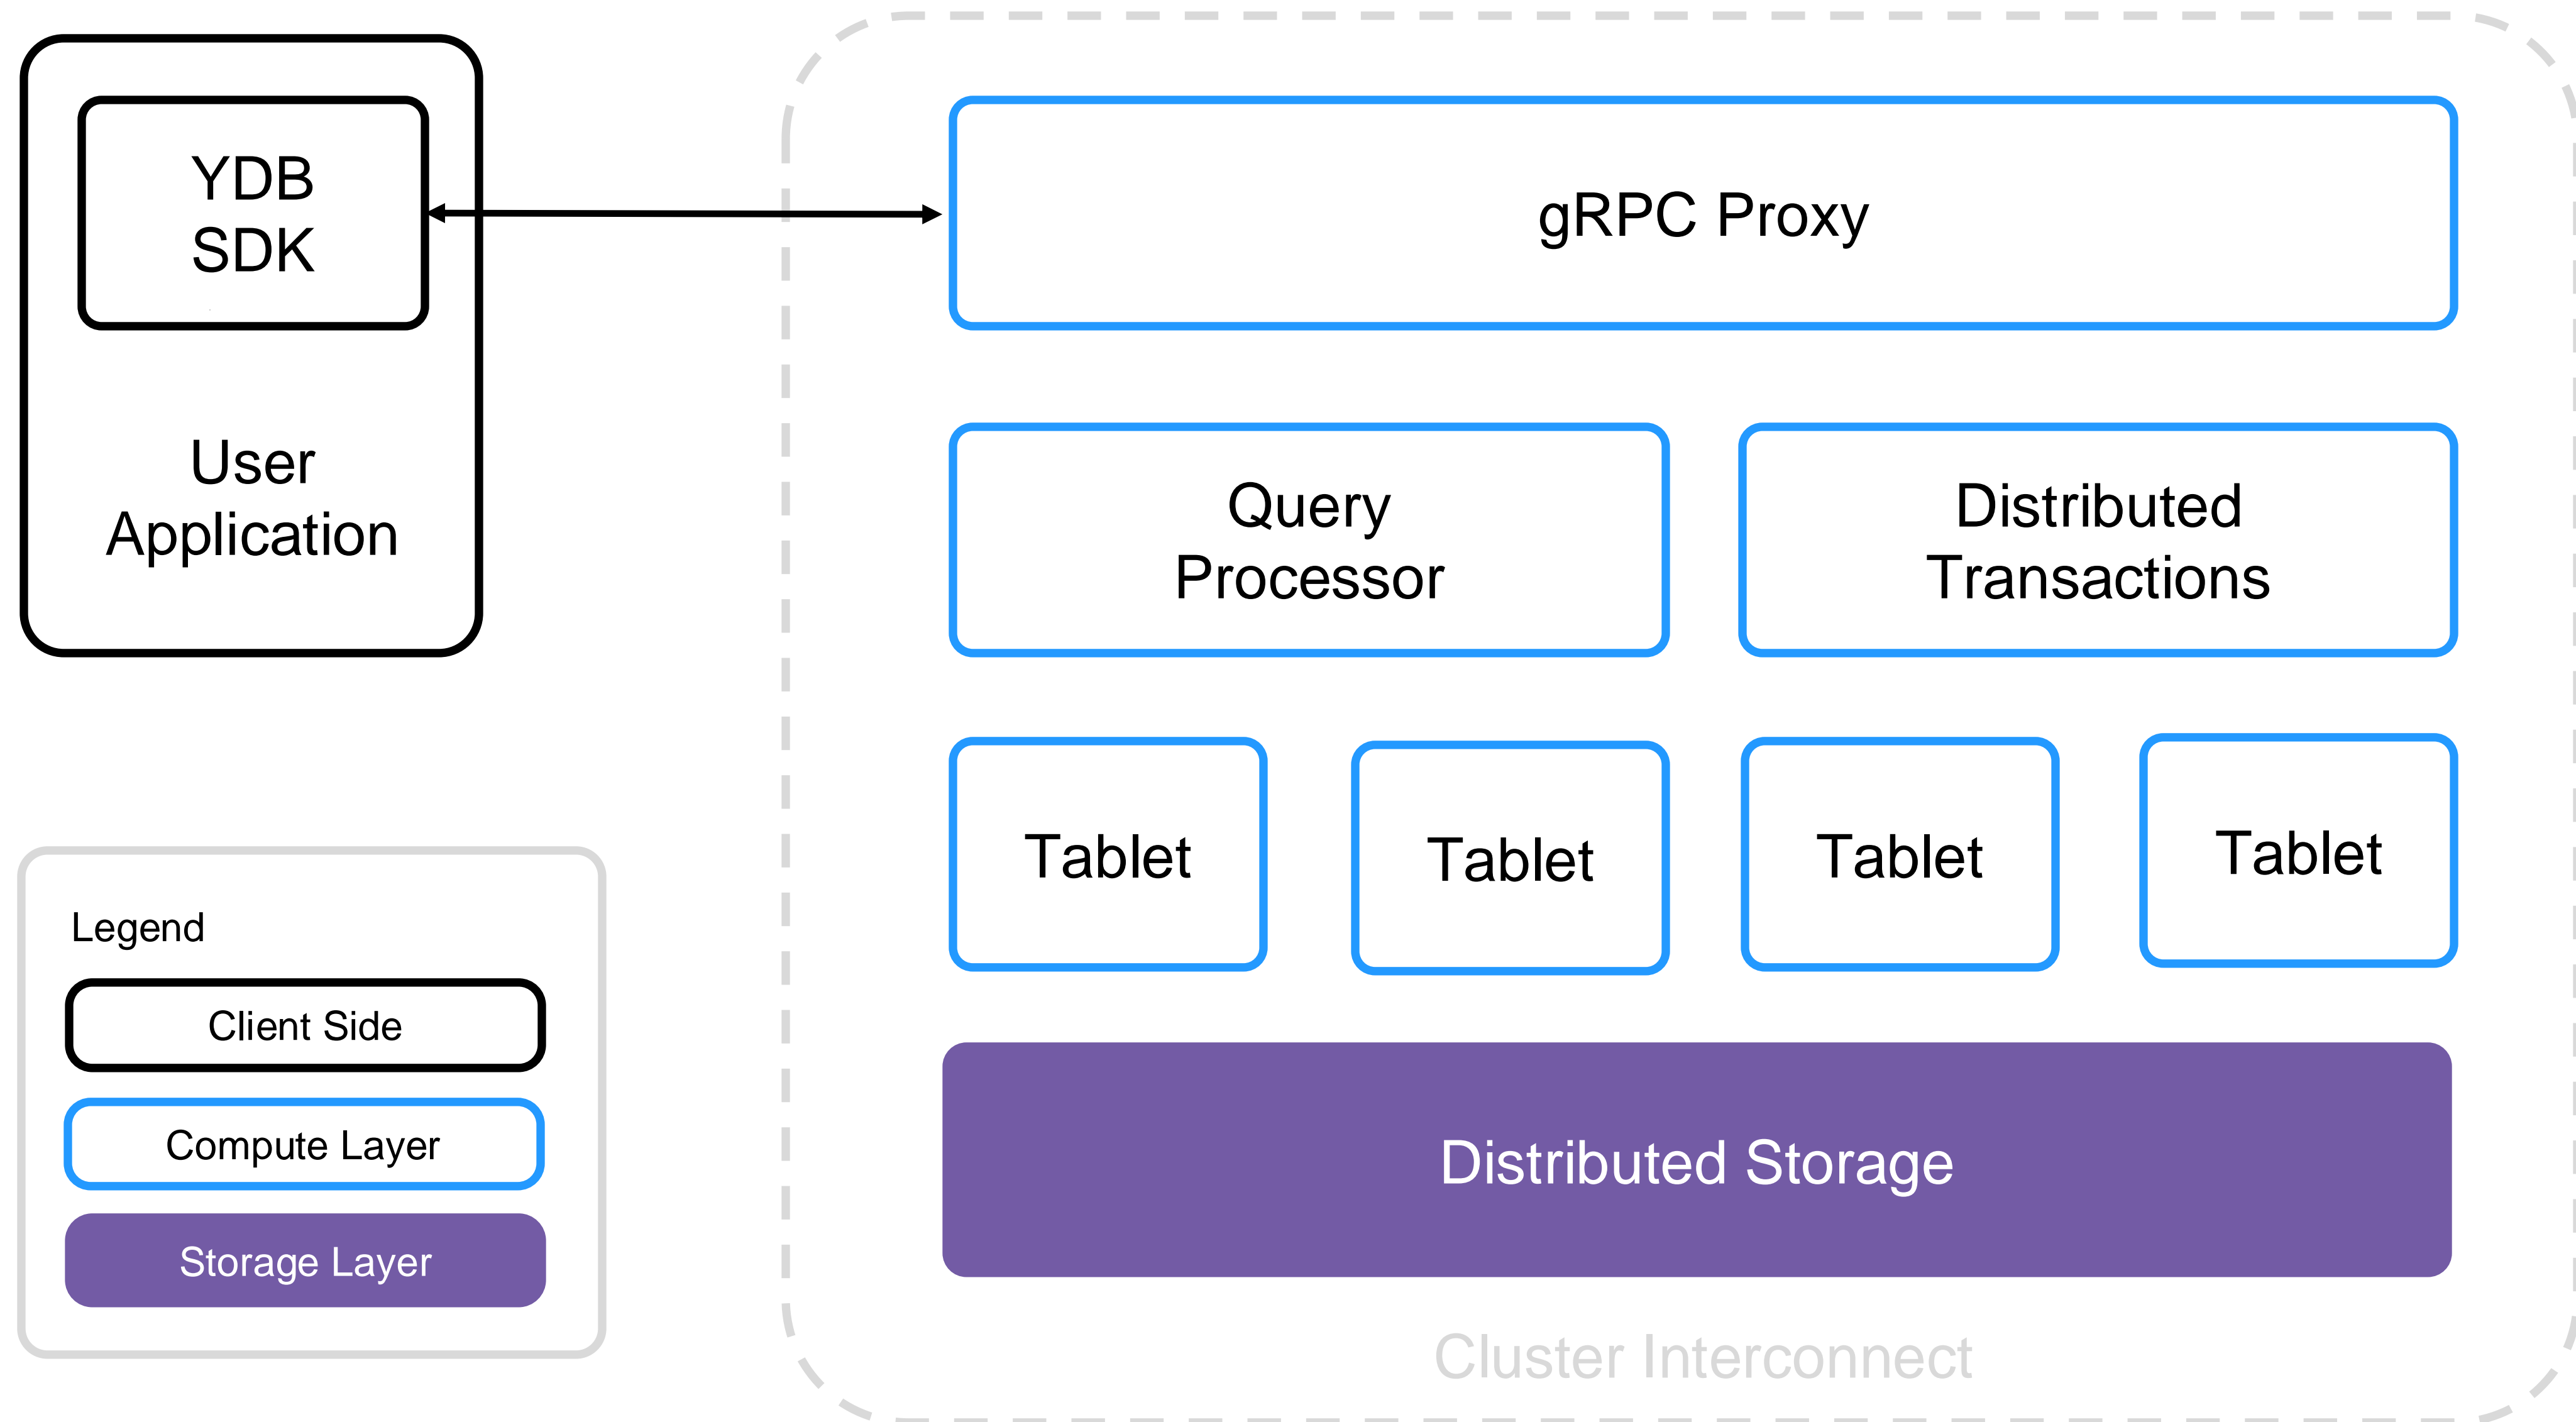 YDB
SDK
User
Application
gRPC Proxy
Query
Processor
Distributed
Transactions
Tablet
Tablet
Tablet
Tablet
Distributed Storage
Cluster Interconnect
Legend
Client Side
Compute Layer
Storage Layer